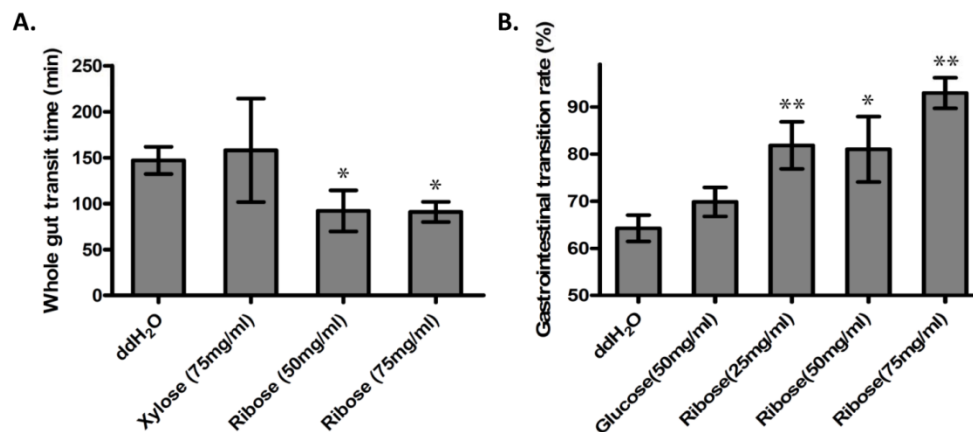 A.
Whole gut transit time (min)
250
200
150
100
50
0
*
*
ddH₂O
Xylose (75mg/ml)
Ribose (50mg/ml)
Ribose (75mg/ml)
B.
Gastrointestinal transition rate (%)
90
80
70
60
50
**
*
**
ddH₂O
Glucose(50mg/ml)
Ribose(25mg/ml)
Ribose(50mg/ml)
Ribose(75mg/ml)